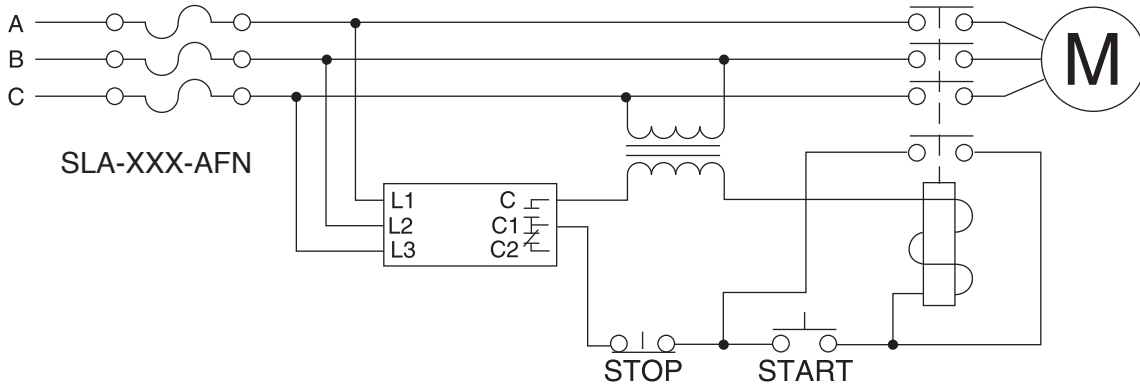 A
B
C
M
SLA-XXX-AFN
L1 C
L2 C1
L3 C2
STOP START